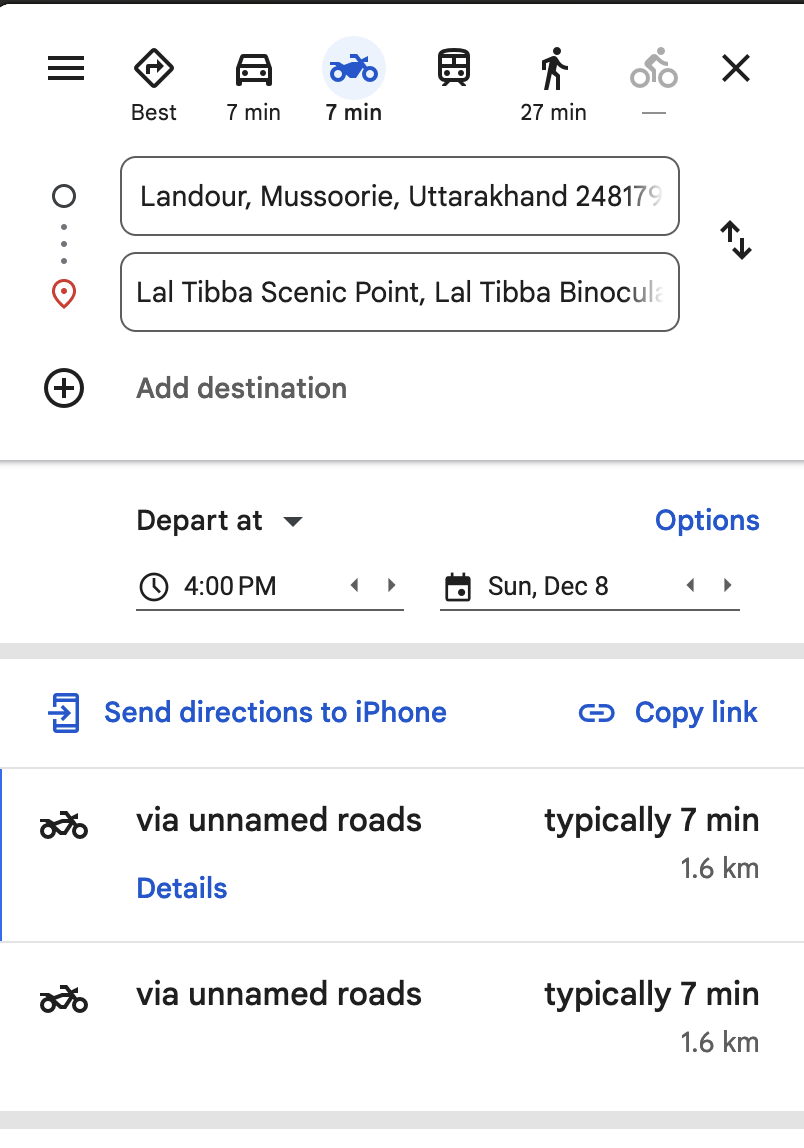 Best
7 min
7 min
27 min
—
Landour, Mussoorie, Uttarakhand 248179
Lal Tibba Scenic Point, Lal Tibba Binocula
Add destination
Depart at
Options
4:00 PM
Sun, Dec 8
Send directions to iPhone
Copy link
via unnamed roads
typically 7 min
1.6 km
Details
via unnamed roads
typically 7 min
1.6 km